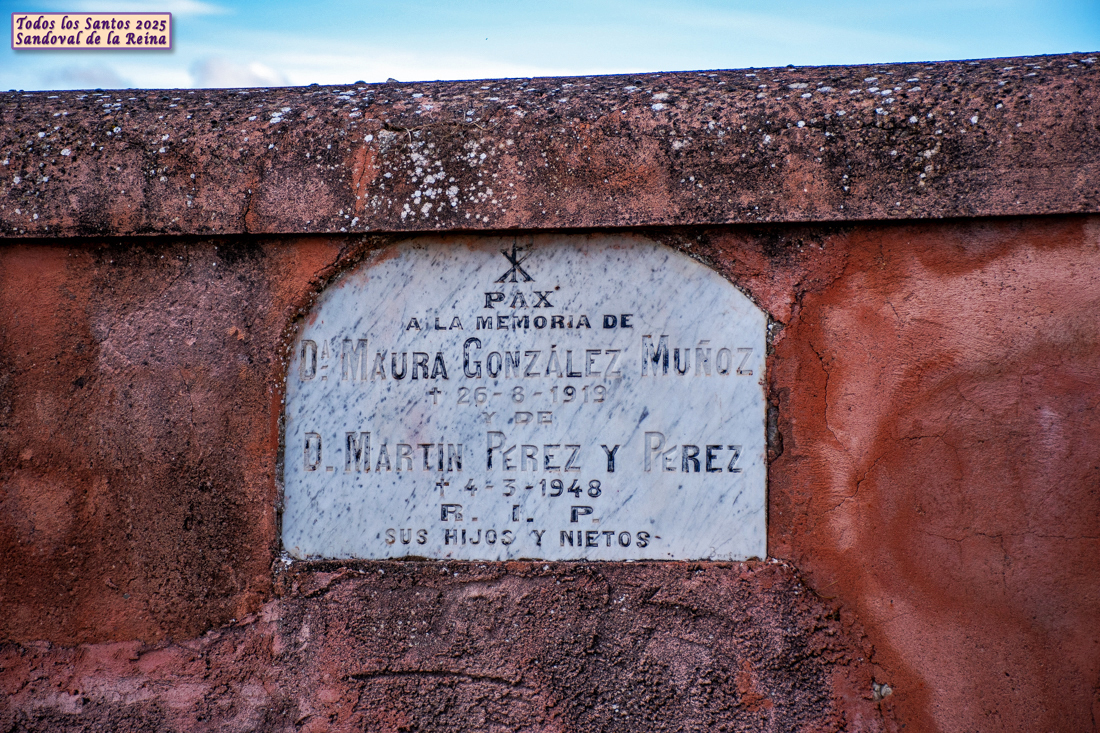 Todos los Santos 2025
Sandoval de la Reina
PAX
A LA MEMORIA DE
Dª. MAURA GONZÁLEZ MUÑOZ
† 26-8-1919
Y DE
D. MARTIN PEREZ Y PEREZ
† 4-3-1948
R. I. P.
SUS HIJOS Y NIETOS